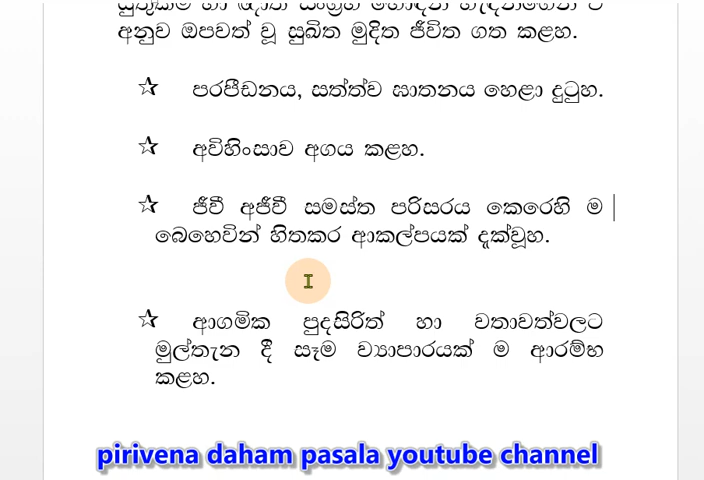 අනුව ඔපවත් වූ සුඛිත මුදිත ජීවිත ගත කළහ.
☆ පරපීඩනය, සත්ත්ව ඝාතනය හෙළා දුටුහ.
☆ අවිහිංසාව අගය කළහ.
☆ ජීවී අජීවී සමස්ත පරිසරය කෙරෙහි ම
බෙහෙවින් හිතකර ආකල්පයක් දැක්වූහ.
☆ ආගමික පුදසිරිත් හා වතාවත්වලට
මුල්තැන දී සෑම ව්‍යාපාරයක් ම ආරම්භ
කළහ.
pirivena daham pasala youtube channel